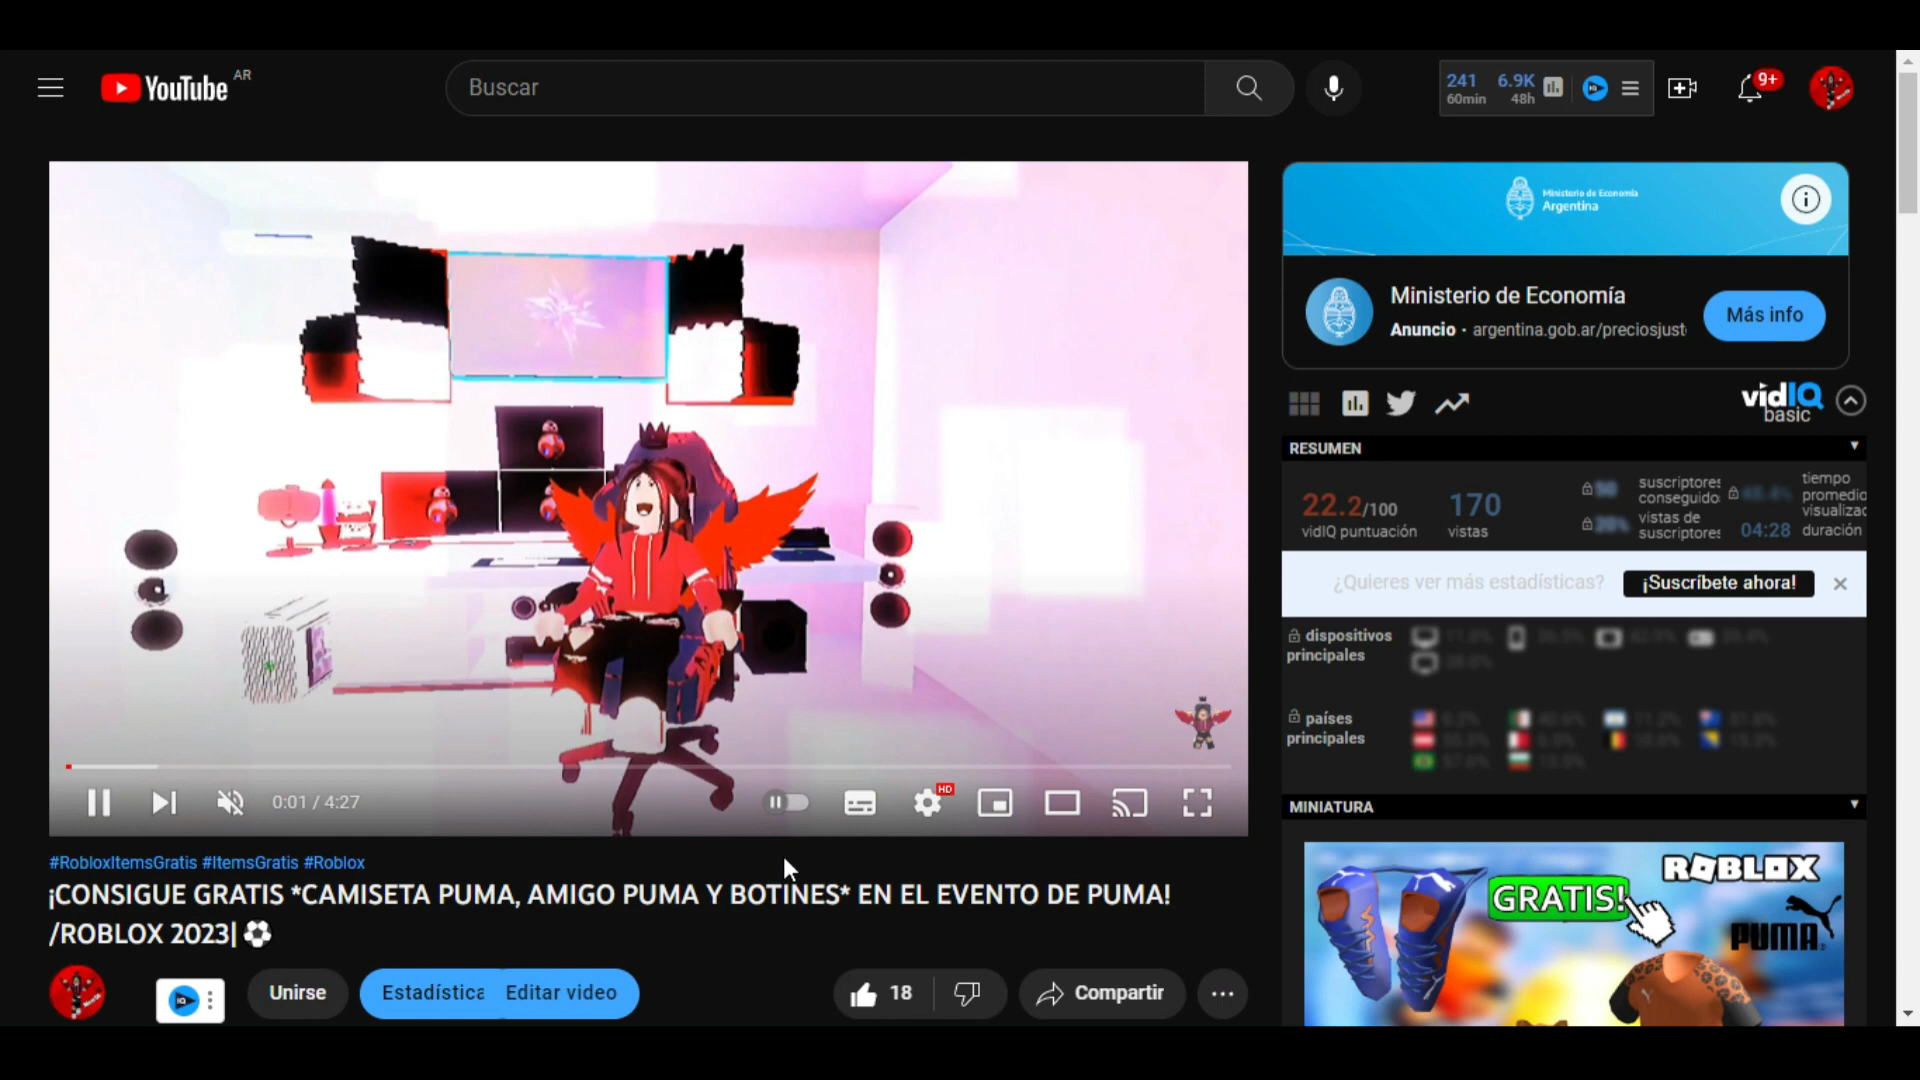 YouTube AR
Buscar
241 6.9K
60min 48h
9+
Ministerio de Economía
Argentina
Ministerio de Economía
Anuncio · argentina.gob.ar/preciosjust
Más info
vidIQ
basic
RESUMEN
22.2/100
vidIQ puntuación
170
vistas
suscriptores
conseguido
vistas de
suscriptores
tiempo
promedio
visualizac
04:28 duración
¿Quieres ver más estadísticas? ¡Suscríbete ahora!
dispositivos
principales
países
principales
MINIATURA
ROBLOX
GRATIS!
PUMA
0:01 / 4:27
HD
#RobloxItemsGratis #ItemsGratis #Roblox
¡CONSIGUE GRATIS *CAMISETA PUMA, AMIGO PUMA Y BOTINES* EN EL EVENTO DE PUMA!
/ROBLOX 2023|
IQ
Unirse
Estadística
Editar video
18
Compartir